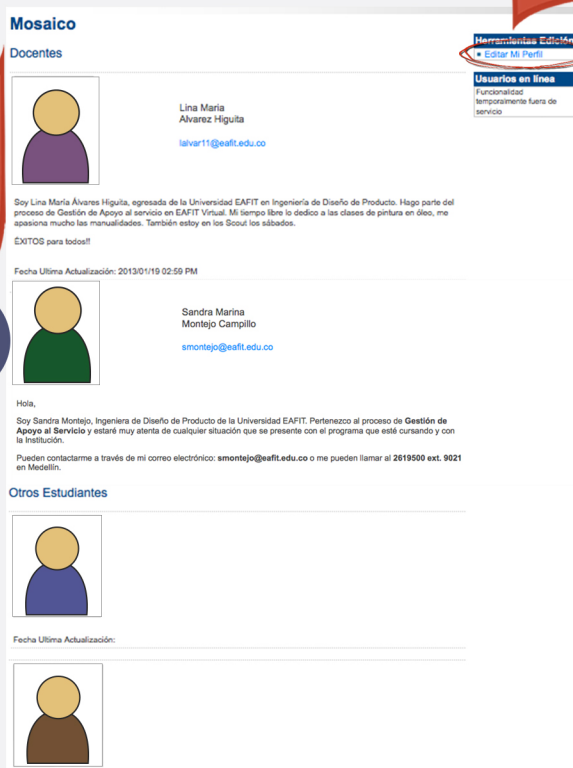 Mosaico
Docentes
Herramientas Edición
Editar Mi Perfil
Usuarios en línea
Funcionalidad
temporalmente fuera de
servicio
Lina Maria
Alvarez Higuita
lalvar11@eafit.edu.co
Soy Lina María Álvares Higuita, egresada de la Universidad EAFIT en Ingeniería de Diseño de Producto. Hago parte del
proceso de Gestión de Apoyo al servicio en EAFIT Virtual. Mi tiempo libre lo dedico a las clases de pintura en óleo, me
apasiona mucho las manualidades. También estoy en los Scout los sábados.
ÉXITOS para todos!!
Fecha Ultima Actualización: 2013/01/19 02:59 PM
Sandra Marina
Montejo Campillo
smontejo@eafit.edu.co
Hola,
Soy Sandra Montejo, Ingeniera de Diseño de Producto de la Universidad EAFIT. Pertenezco al proceso de Gestión de
Apoyo al Servicio y estaré muy atenta de cualquier situación que se presente con el programa que esté cursando y con
la Institución.
Pueden contactarme a través de mi correo electrónico: smontejo@eafit.edu.co o me pueden llamar al 2619500 ext. 9021
en Medellín.
Otros Estudiantes
Fecha Ultima Actualización: